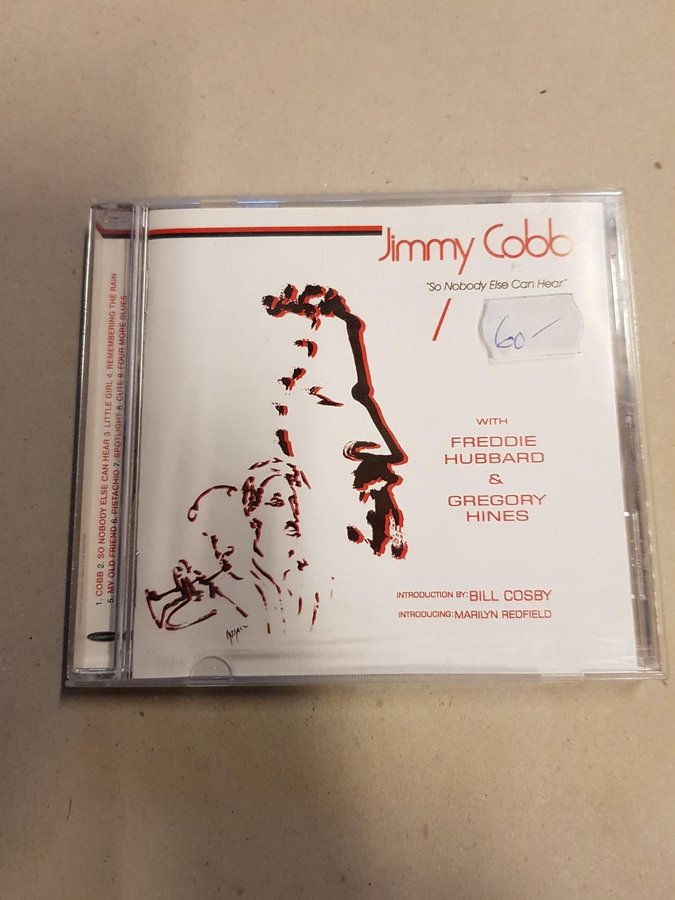 Jimmy Cobb
"So Nobody Else Can Hear"
60-
WITH
FREDDIE
HUBBARD
&
GREGORY
HINES
INTRODUCTION BY: BILL COSBY
INTRODUCING: MARILYN REDFIELD
1. COBB 2. SO NOBODY ELSE CAN HEAR 3. LITTLE GIRL 4. REMEMBERING THE RAIN
5. MY OLD FRIEND 6. PISTACHIO 7. SPOTLIGHT 8. CUTE 9. FOUR MORE BLUES